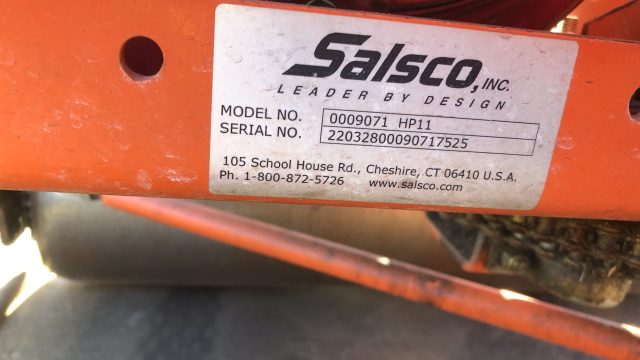 Salsco, INC.
LEADER BY DESIGN
MODEL NO. 0009071 HP11
SERIAL NO. 22032800090717525
105 School House Rd., Cheshire, CT 06410 U.S.A.
Ph. 1-800-872-5726 www.salsco.com